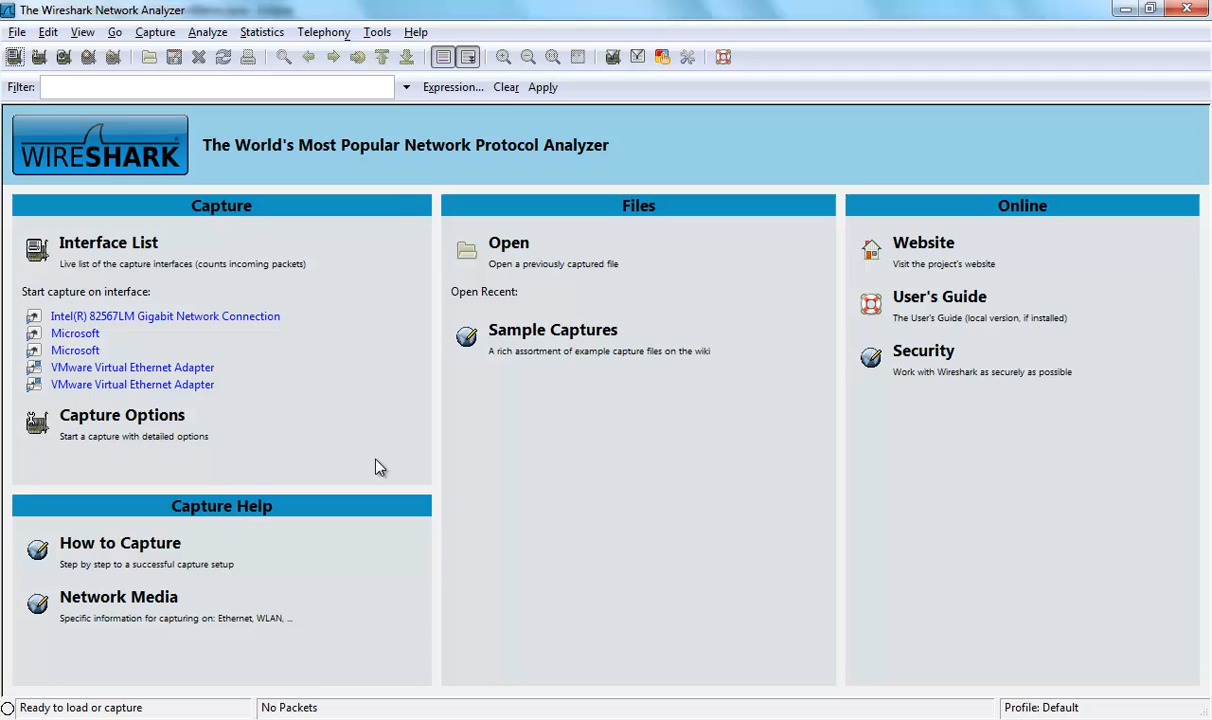 The Wireshark Network Analyzer
File Edit View Go Capture Analyze Statistics Telephony Tools Help
Filter: Expression... Clear Apply
WIRESHARK The World's Most Popular Network Protocol Analyzer
Capture
Interface List
Live list of the capture interfaces (counts incoming packets)
Start capture on interface:
Intel(R) 82567LM Gigabit Network Connection
Microsoft
Microsoft
VMware Virtual Ethernet Adapter
VMware Virtual Ethernet Adapter
Capture Options
Start a capture with detailed options
Capture Help
How to Capture
Step by step to a successful capture setup
Network Media
Specific information for capturing on: Ethernet, WLAN, ...
Files
Open
Open a previously captured file
Open Recent:
Sample Captures
A rich assortment of example capture files on the wiki
Online
Website
Visit the project's website
User's Guide
The User's Guide (local version, if installed)
Security
Work with Wireshark as securely as possible
Ready to load or capture No Packets Profile: Default